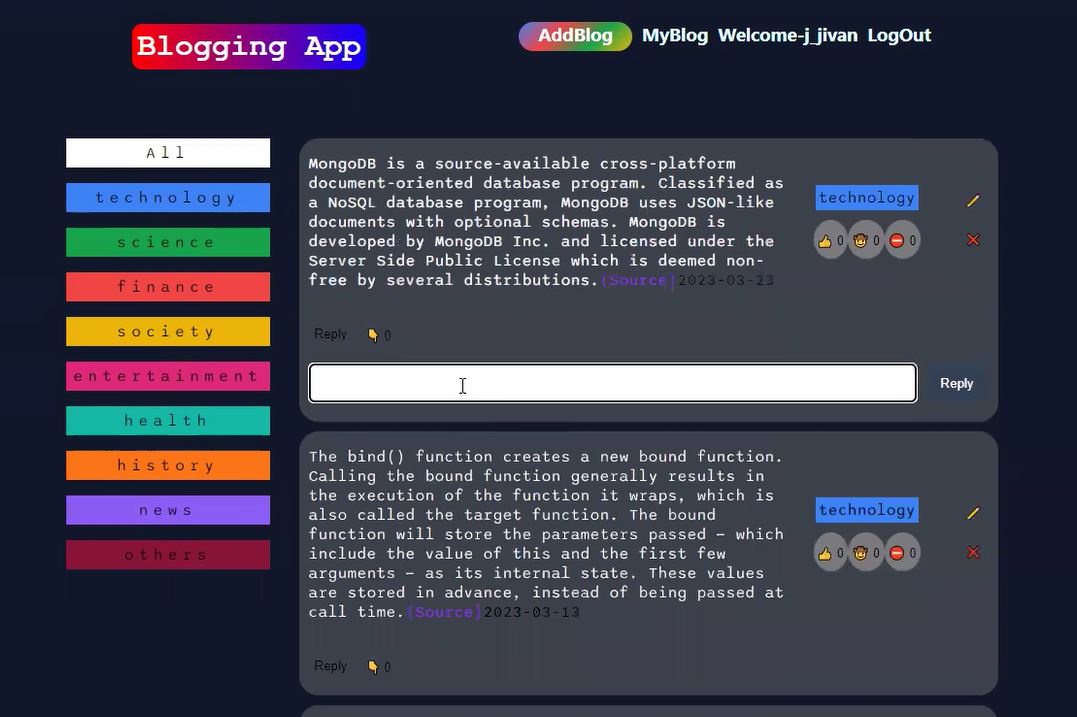 Blogging App
AddBlog MyBlog Welcome-j_jivan LogOut
All
technology
science
finance
society
entertainment
health
history
news
others
MongoDB is a source-available cross-platform
document-oriented database program. Classified as
a NoSQL database program, MongoDB uses JSON-like
documents with optional schemas. MongoDB is
developed by MongoDB Inc. and licensed under the
Server Side Public License which is deemed non-
free by several distributions.(Source)2023-03-23
technology
0 0 0
Reply 0
Reply
The bind() function creates a new bound function.
Calling the bound function generally results in
the execution of the function it wraps, which is
also called the target function. The bound
function will store the parameters passed – which
include the value of this and the first few
arguments – as its internal state. These values
are stored in advance, instead of being passed at
call time.(Source)2023-03-13
technology
0 0 0
Reply 0